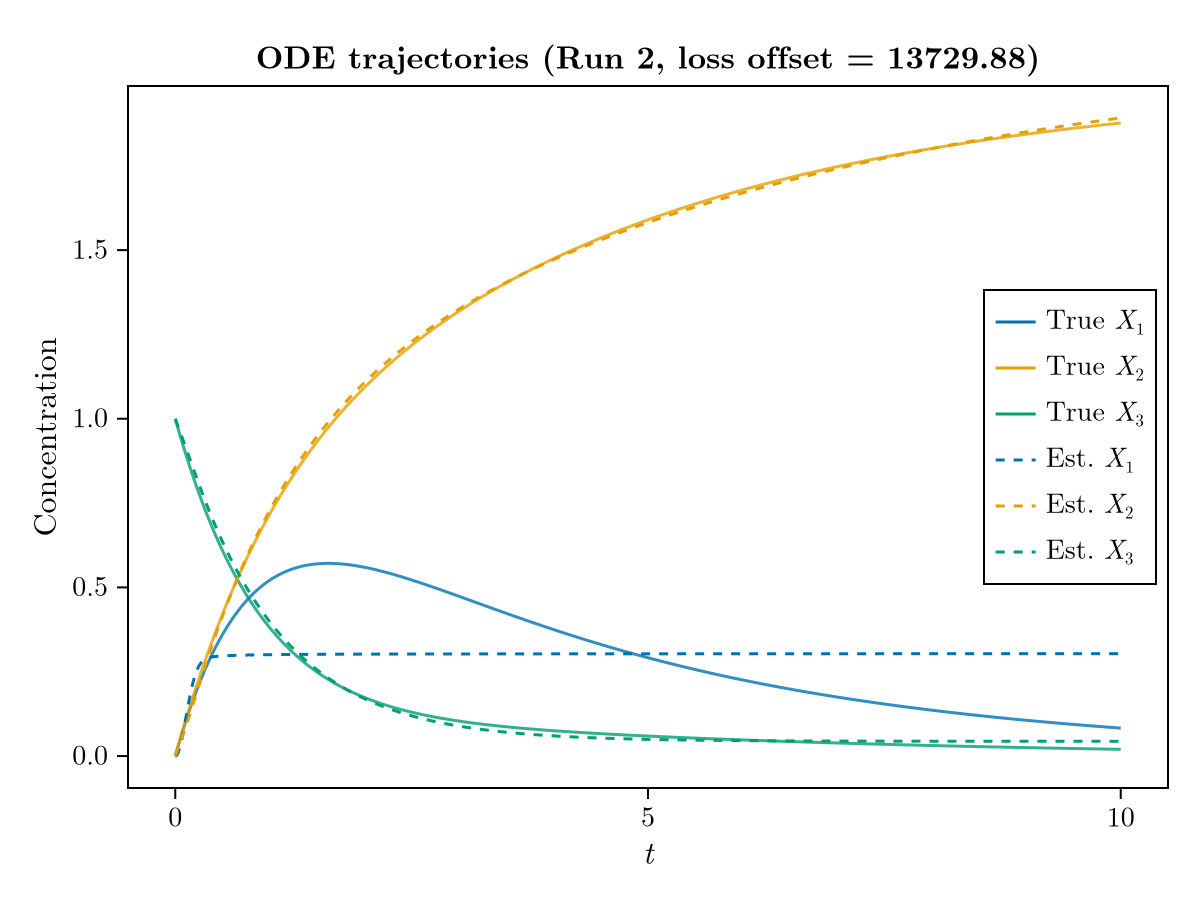 ODE trajectories (Run 2, loss offset = 13729.88)
Concentration
1.5
1.0
0.5
0.0
True X₁
True X₂
True X₃
Est. X₁
Est. X₂
Est. X₃
0 5 10
t